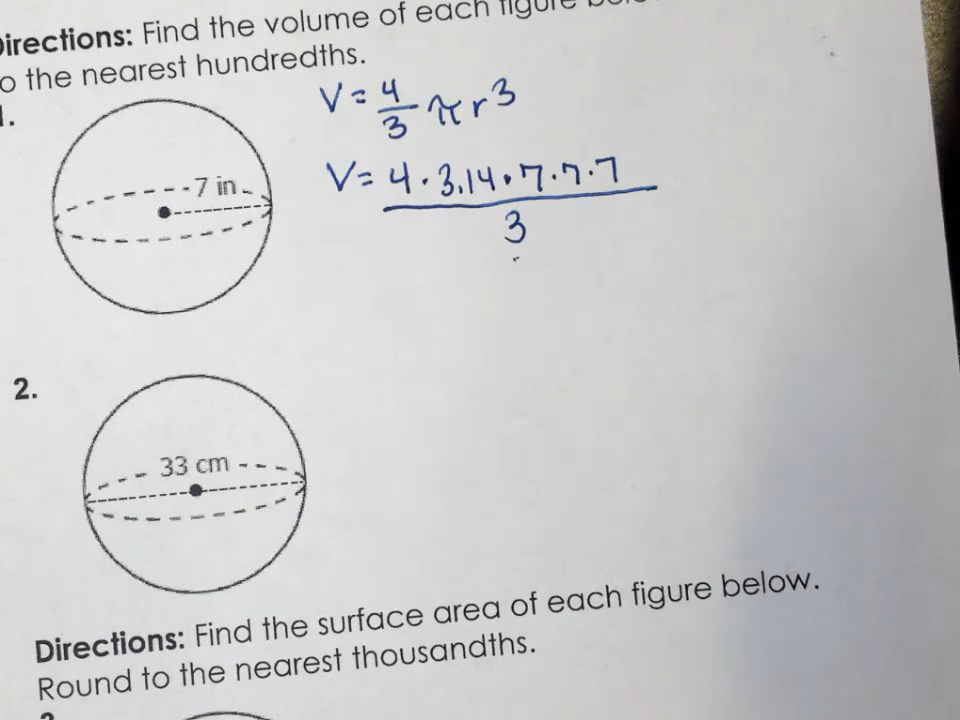 Directions: Find the volume of each figure
o the nearest hundredths.
1.
7 in
V = 4/3 π r³
V = 4 · 3.14 · 7 · 7 · 7
3
2.
33 cm
Directions: Find the surface area of each figure below.
Round to the nearest thousandths.